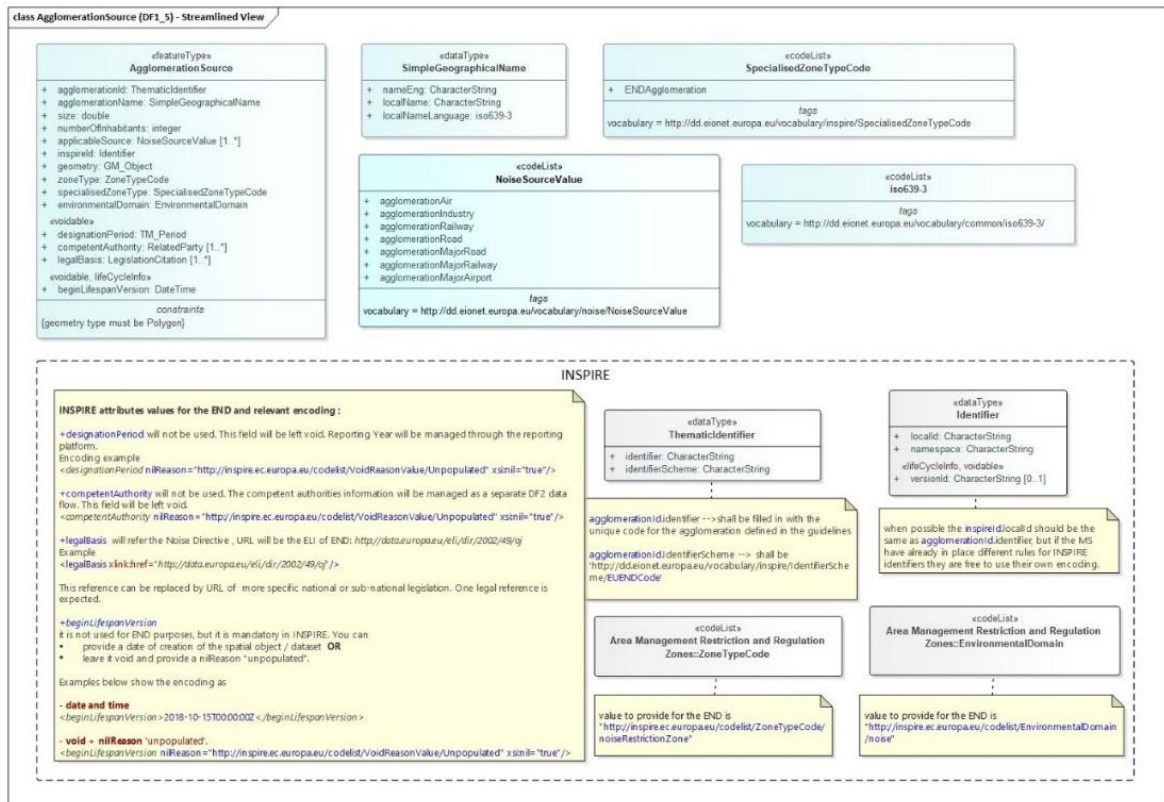 class AgglomerationSource (DF1_5) - Streamlined View
«featureType»
AgglomerationSource
+ agglomerationId: ThematicIdentifier
+ agglomerationName: SimpleGeographicalName
+ size: double
+ numberOfInhabitants: integer
+ applicableSource: NoiseSourceValue [1..*]
+ inspireId: Identifier
+ geometry: GM_Object
+ zoneType: ZoneTypeCode
+ specialisedZoneType: SpecialisedZoneTypeCode
+ environmentalDomain: EnvironmentalDomain
«voidable»
+ designationPeriod: TM_Period
+ competentAuthority: RelatedParty [1..*]
+ legalBasis: LegislationCitation [1..*]
«voidable, lifeCycleInfo»
+ beginLifespanVersion: DateTime
constraints
{geometry type must be Polygon}
«dataType»
SimpleGeographicalName
+ nameEng: CharacterString
+ localName: CharacterString
+ localNameLanguage: iso639-3
«codeList»
SpecialisedZoneTypeCode
+ ENDAgglomeration
tags
vocabulary = http://dd.eionet.europa.eu/vocabulary/inspire/SpecialisedZoneTypeCode
«codeList»
NoiseSourceValue
+ agglomerationAir
+ agglomerationIndustry
+ agglomerationRailway
+ agglomerationRoad
+ agglomerationMajorRoad
+ agglomerationMajorRailway
+ agglomerationMajorAirport
tags
vocabulary = http://dd.eionet.europa.eu/vocabulary/noise/NoiseSourceValue
«codeList»
iso639-3
tags
vocabulary = http://dd.eionet.europa.eu/vocabulary/common/iso639-3/
INSPIRE
INSPIRE attributes values for the END and relevant encoding :
+designationPeriod will not be used. This field will be left void. Reporting Year will be managed through the reporting
platform.
Encoding example
<designationPeriod nilReason="http://inspire.ec.europa.eu/codelist/VoidReasonValue/Unpopulated" xsi:nil="true"/>
+competentAuthority will not be used. The competent authorities information will be managed as a separate DF2 data
flow. This field will be left void.
<competentAuthority nilReason="http://inspire.ec.europa.eu/codelist/VoidReasonValue/Unpopulated" xsi:nil="true"/>
+legalBasis will refer the Noise Directive , URL will be the ELI of END: http://data.europa.eu/eli/dir/2002/49/oj
Example
<legalBasis xlink:href="http://data.europa.eu/eli/dir/2002/49/oj"/>
This reference can be replaced by URL of more specific national or sub-national legislation. One legal reference is
expected.
+beginLifespanVersion
it is not used for END purposes, but it is mandatory in INSPIRE. You can
• provide a date of creation of the spatial object / dataset OR
• leave it void and provide a nilReason "unpopulated".
Examples below show the encoding as
- date and time
<beginLifespanVersion>2018-10-15T00:00:00Z</beginLifespanVersion>
- void + nilReason 'unpopulated'.
<beginLifespanVersion nilReason="http://inspire.ec.europa.eu/codelist/VoidReasonValue/Unpopulated" xsi:nil="true"/>
«dataType»
ThematicIdentifier
+ identifier: CharacterString
+ identifierScheme: CharacterString
agglomerationId.identifier -->shall be filled in with the
unique code for the agglomeration defined in the guidelines
agglomerationId.IdentifierScheme --> shall be
'http://dd.eionet.europa.eu/vocabulary/inspire/IdentifierSche
me/EUENDCode'
«dataType»
Identifier
+ localId: CharacterString
+ namespace: CharacterString
«lifeCycleInfo, voidable»
+ versionId: CharacterString [0..1]
when possible the inspireId.localId should be the
same as agglomerationId.identifier, but if the MS
have already in place different rules for INSPIRE
identifiers they are free to use their own encoding.
«codeList»
Area Management Restriction and Regulation
Zones::ZoneTypeCode
value to provide for the END is
"http://inspire.ec.europa.eu/codelist/ZoneTypeCode/
noiseRestrictionZone"
«codeList»
Area Management Restriction and Regulation
Zones::EnvironmentalDomain
value to provide for the END is
"http://inspire.ec.europa.eu/codelist/EnvironmentalDomain
/noise"